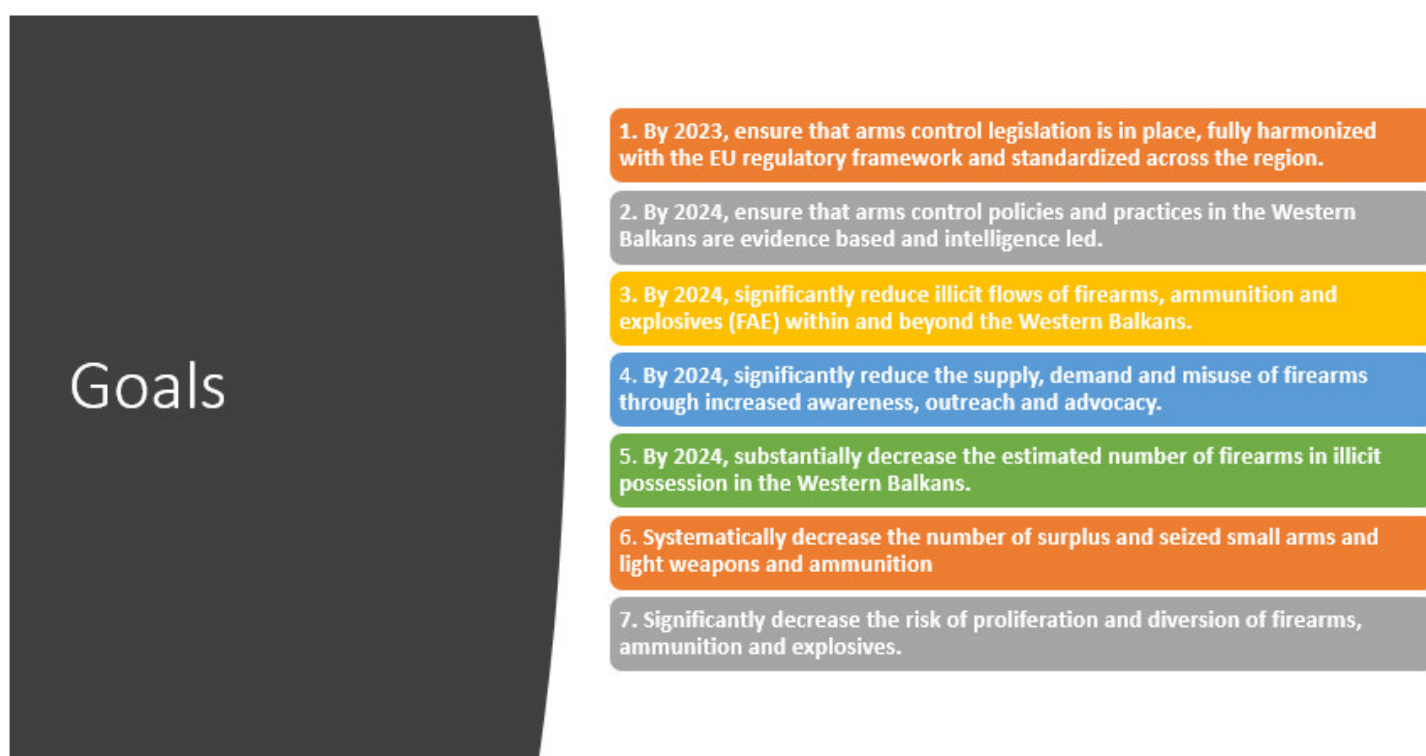 Goals
1. By 2023, ensure that arms control legislation is in place, fully harmonized
with the EU regulatory framework and standardized across the region.
2. By 2024, ensure that arms control policies and practices in the Western
Balkans are evidence based and intelligence led.
3. By 2024, significantly reduce illicit flows of firearms, ammunition and
explosives (FAE) within and beyond the Western Balkans.
4. By 2024, significantly reduce the supply, demand and misuse of firearms
through increased awareness, outreach and advocacy.
5. By 2024, substantially decrease the estimated number of firearms in illicit
possession in the Western Balkans.
6. Systematically decrease the number of surplus and seized small arms and
light weapons and ammunition
7. Significantly decrease the risk of proliferation and diversion of firearms,
ammunition and explosives.